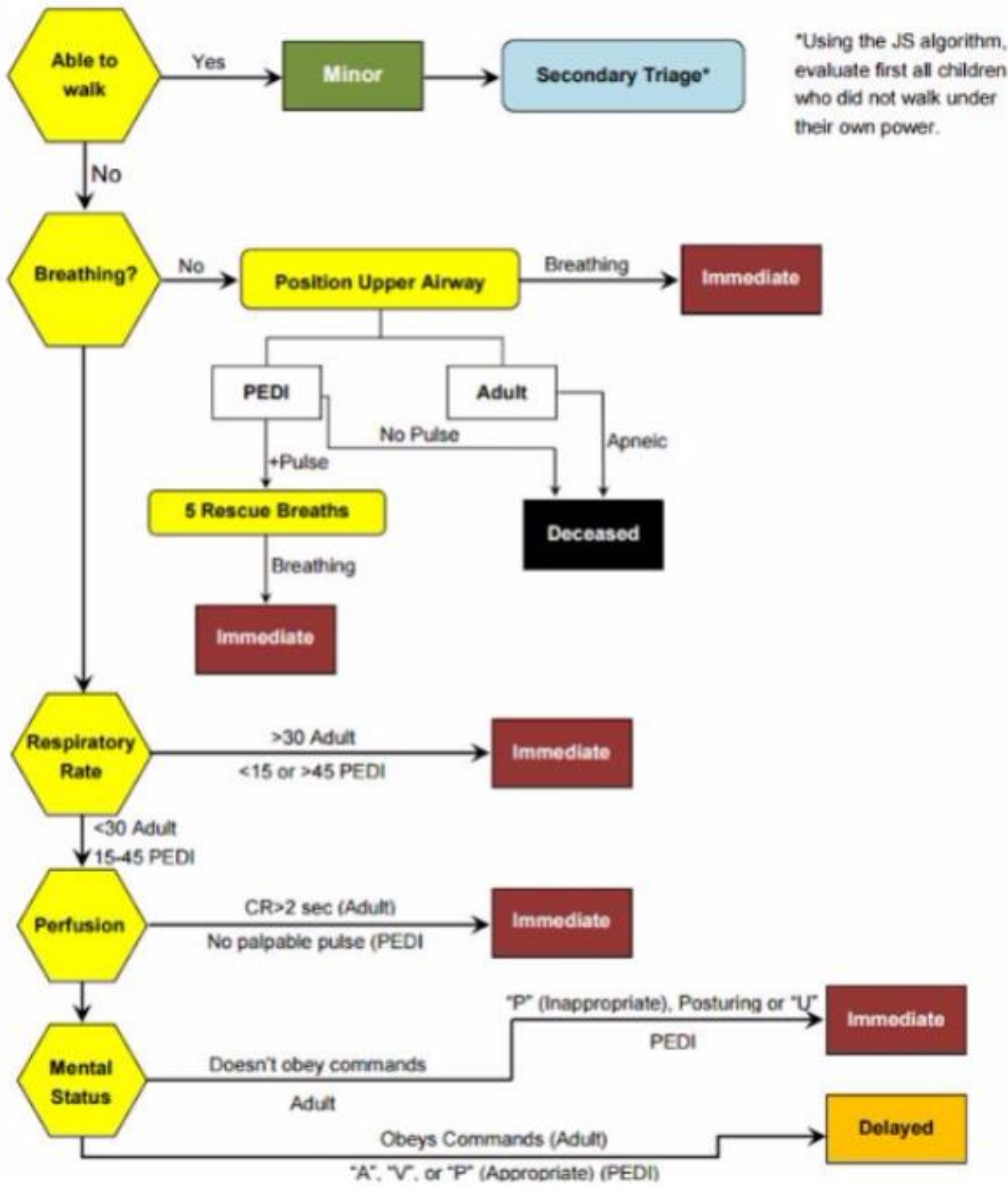 Able to
walk
Yes
Minor
Secondary Triage*
*Using the JS algorithm,
evaluate first all children
who did not walk under
their own power.
No
Breathing?
No
Position Upper Airway
Breathing
Immediate
PEDI
Adult
No Pulse
Apneic
+Pulse
5 Rescue Breaths
Deceased
Breathing
Immediate
Respiratory
Rate
>30 Adult
<15 or >45 PEDI
Immediate
<30 Adult
15-45 PEDI
Perfusion
CR>2 sec (Adult)
No palpable pulse (PEDI
Immediate
"P" (Inappropriate), Posturing or "U"
PEDI
Immediate
Mental
Status
Doesn't obey commands
Adult
Obeys Commands (Adult)
"A", "V", or "P" (Appropriate) (PEDI)
Delayed